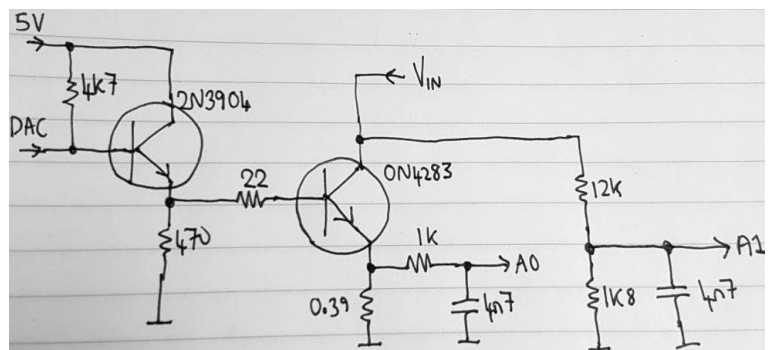 5V
4K7
2N3904
DAC
22
470
VIN
ON4283
12K
1K
A0
A1
0.39
4n7
1K8
4n7